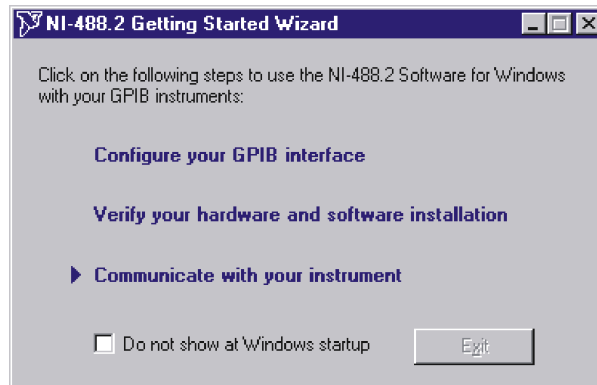 NI-488.2 Getting Started Wizard
Click on the following steps to use the NI-488.2 Software for Windows
with your GPIB instruments:
Configure your GPIB interface
Verify your hardware and software installation
Communicate with your instrument
Do not show at Windows startup
Exit